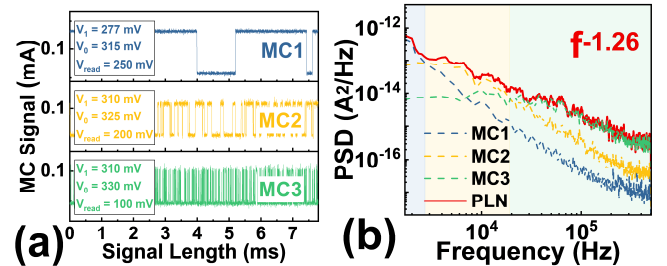 V₁ = 277 mV
V₀ = 315 mV
Vread = 250 mV
MC1
0.1
V₁ = 310 mV
V₀ = 325 mV
Vread = 200 mV
MC2
0.1
V₁ = 310 mV
V₀ = 330 mV
Vread = 100 mV
MC3
0.1
MC Signal (mA)
0 1 2 3 4 5 6 7
Signal Length (ms)
(a)
10⁻¹²
10⁻¹⁴
10⁻¹⁶
PSD (A²/Hz)
f-1.26
MC1
MC2
MC3
PLN
10⁴ 10⁵
Frequency (Hz)
(b)